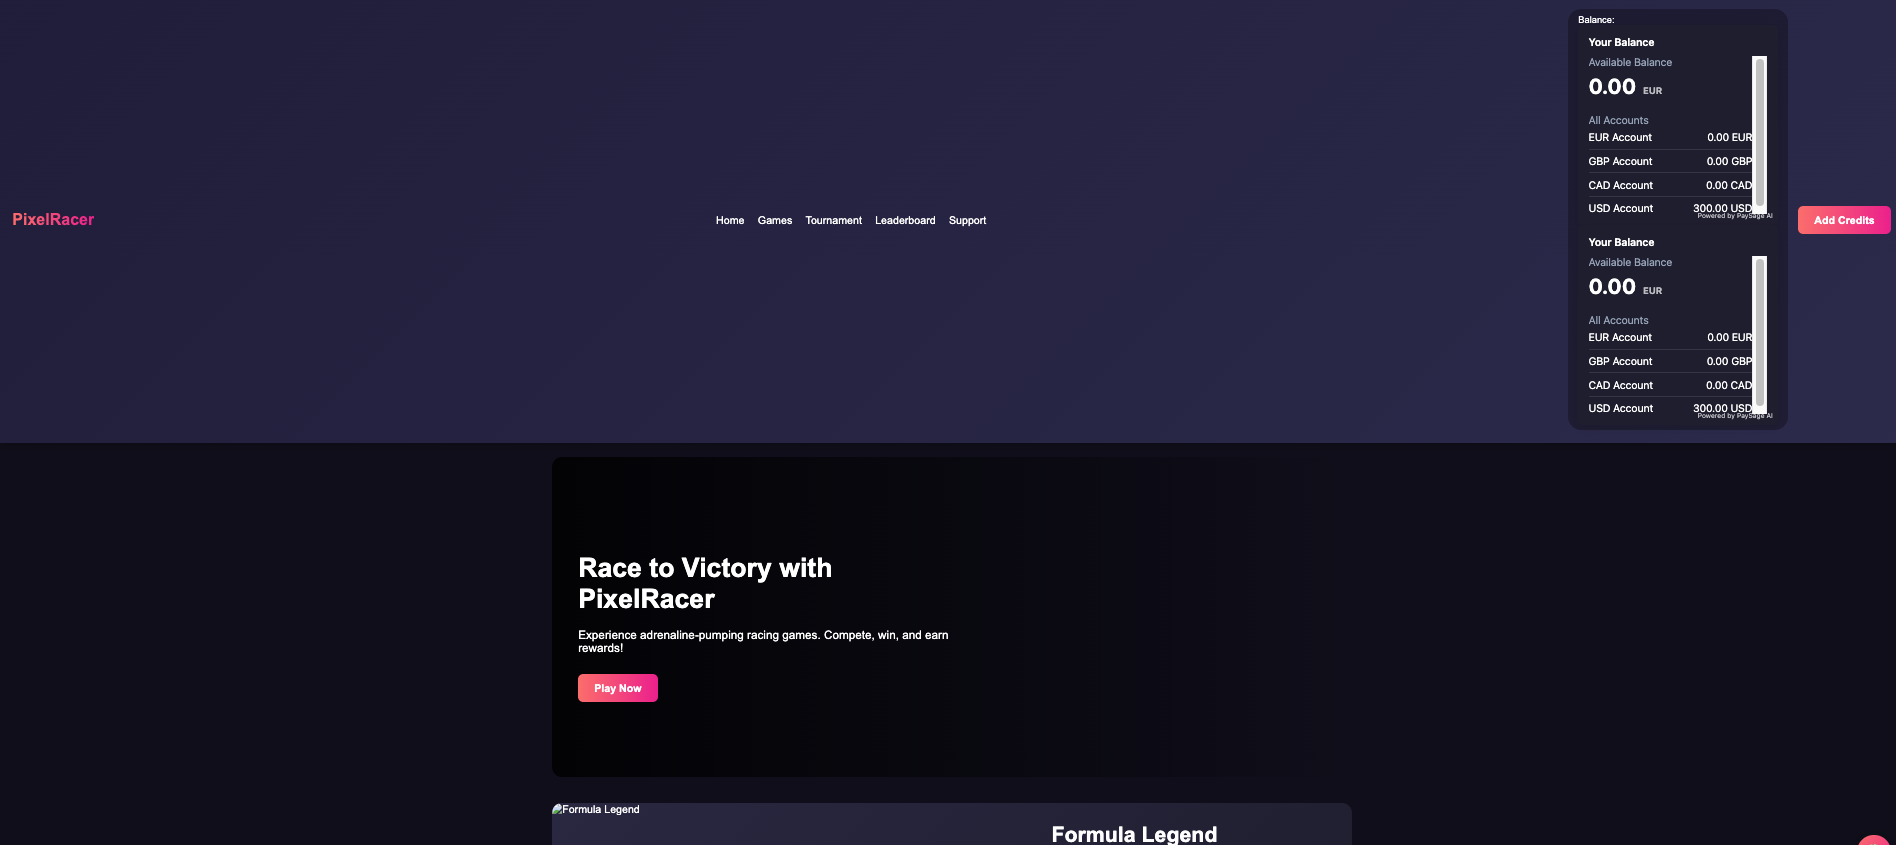 PixelRacer
Home Games Tournament Leaderboard Support
Balance:
Your Balance
Available Balance
0.00 EUR
All Accounts
EUR Account 0.00 EUR
GBP Account 0.00 GBP
CAD Account 0.00 CAD
USD Account 300.00 USD
Powered by PaySage AI
Your Balance
Available Balance
0.00 EUR
All Accounts
EUR Account 0.00 EUR
GBP Account 0.00 GBP
CAD Account 0.00 CAD
USD Account 300.00 USD
Powered by PaySage AI
Add Credits
Race to Victory with
PixelRacer
Experience adrenaline-pumping racing games. Compete, win, and earn
rewards!
Play Now
Formula Legend
Formula Legend